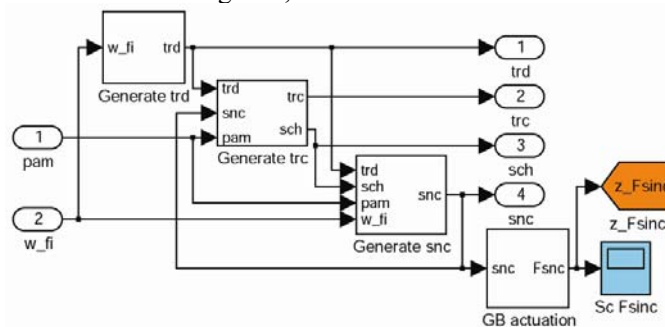 w_fi trd
Generate trd
1
trd
trd
snc
pam
trc
sch
Generate trc
2
trc
1
pam
3
sch
trd
sch
pam
w_fi
snc
Generate snc
4
snc
2
w_fi
z_Fsinc
z_Fsinc
snc Fsnc
GB actuation
Sc Fsinc